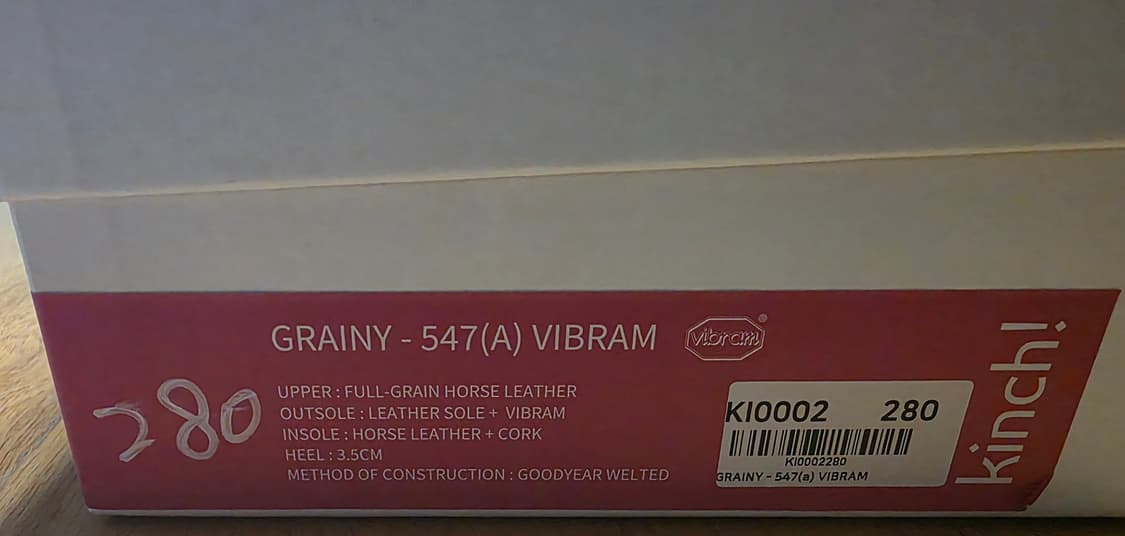 GRAINY - 547(A) VIBRAM
vibram®
280
UPPER : FULL-GRAIN HORSE LEATHER
OUTSOLE : LEATHER SOLE + VIBRAM
INSOLE : HORSE LEATHER + CORK
HEEL : 3.5CM
METHOD OF CONSTRUCTION : GOODYEAR WELTED
KI0002 280
KI0002280
GRAINY - 547(a) VIBRAM
kinch!